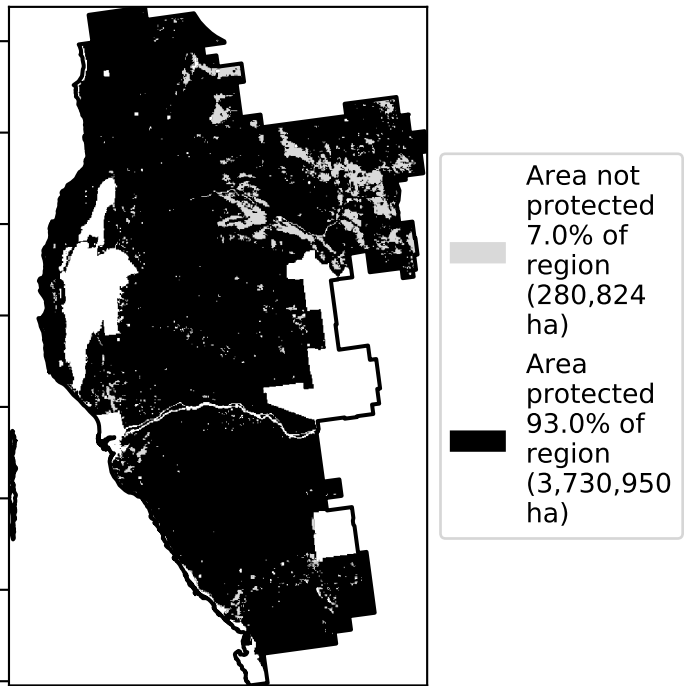 Area not
protected
7.0% of
region
(280,824
ha)
Area
protected
93.0% of
region
(3,730,950
ha)